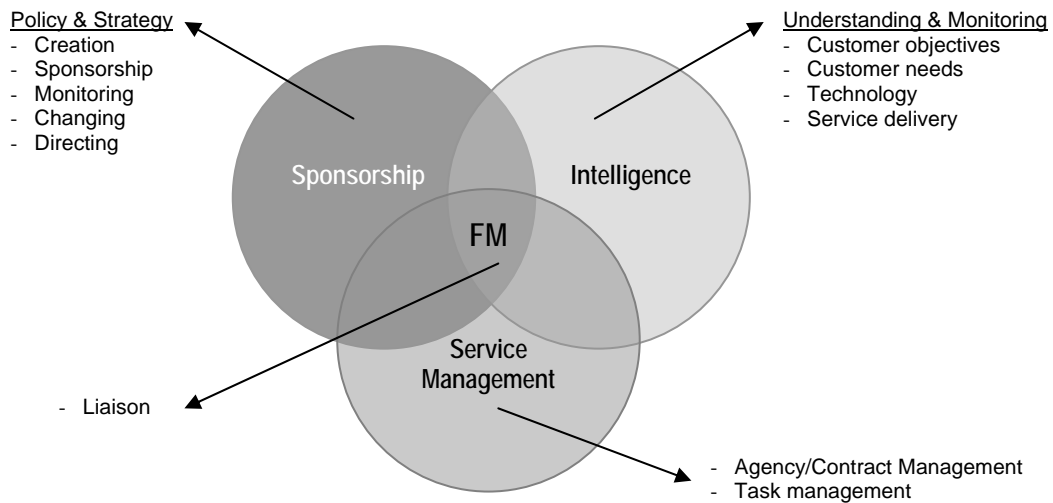 Policy & Strategy
- Creation
- Sponsorship
- Monitoring
- Changing
- Directing
Understanding & Monitoring
- Customer objectives
- Customer needs
- Technology
- Service delivery
Sponsorship
Intelligence
FM
Service
Management
- Liaison
- Agency/Contract Management
- Task management